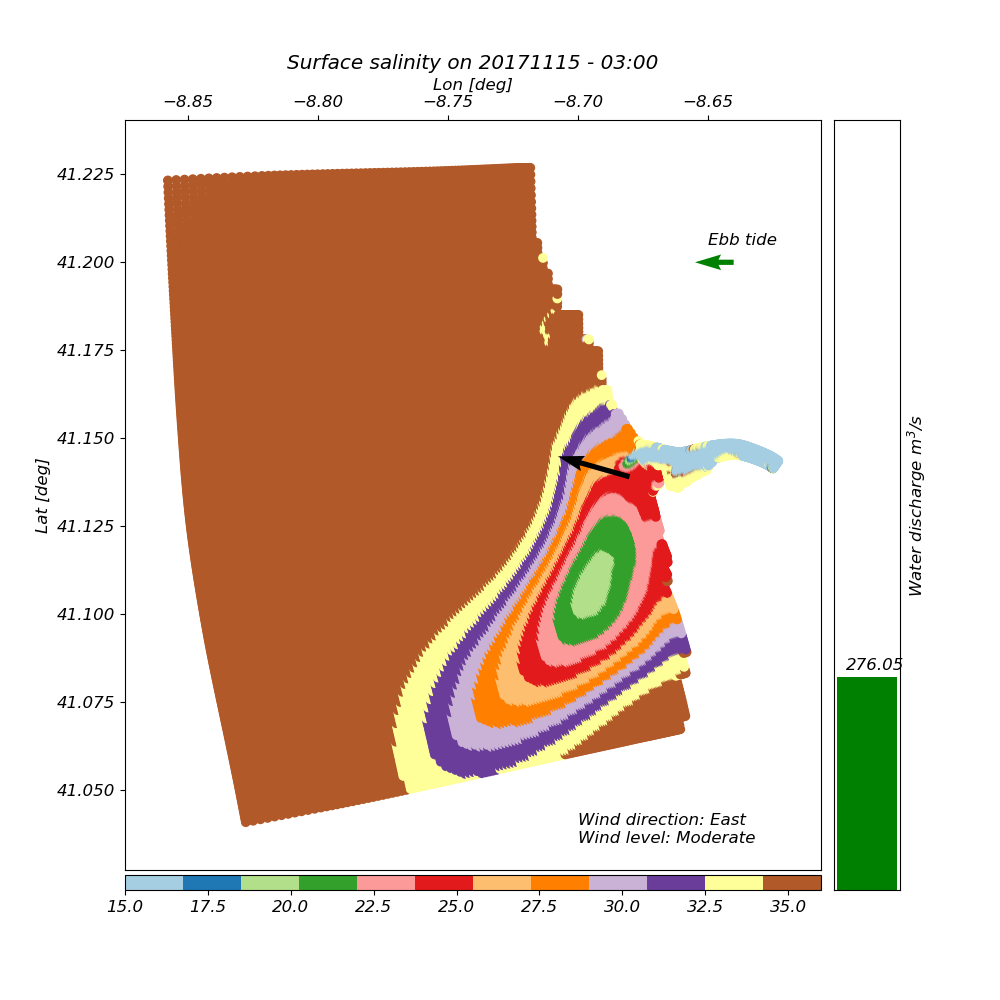 Surface salinity on 20171115 - 03:00
Lon [deg]
−8.85 −8.80 −8.75 −8.70 −8.65
41.225
41.200
41.175
41.150
41.125
41.100
41.075
41.050
Lat [deg]
Ebb tide
Wind direction: East
Wind level: Moderate
276.05
Water discharge m³/s
15.0 17.5 20.0 22.5 25.0 27.5 30.0 32.5 35.0